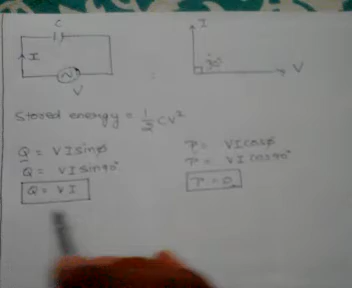 C
I
V
I
90°
V
Stored energy = 1/2 CV²
Q = VI sinϕ
Q = VI sin90°
Q = VI
P = VI cosϕ
P = VI cos90°
P = 0